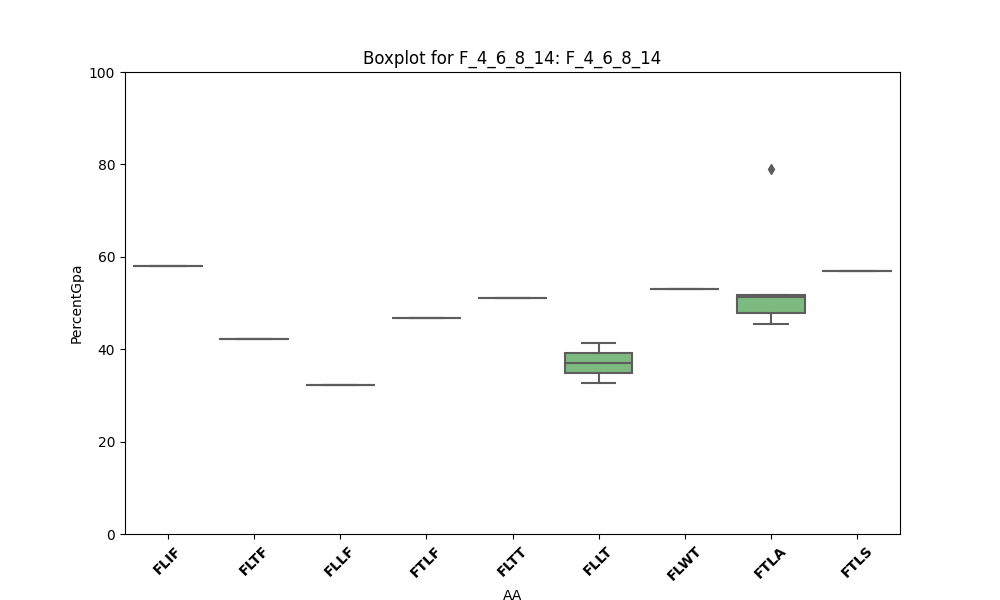 Boxplot for F_4_6_8_14: F_4_6_8_14
100
80
60
40
20
0
PercentGpa
FLIF
FLTF
FLLF
FTLF
FLTT
FLLT
FLWT
FTLA
FTLS
AA